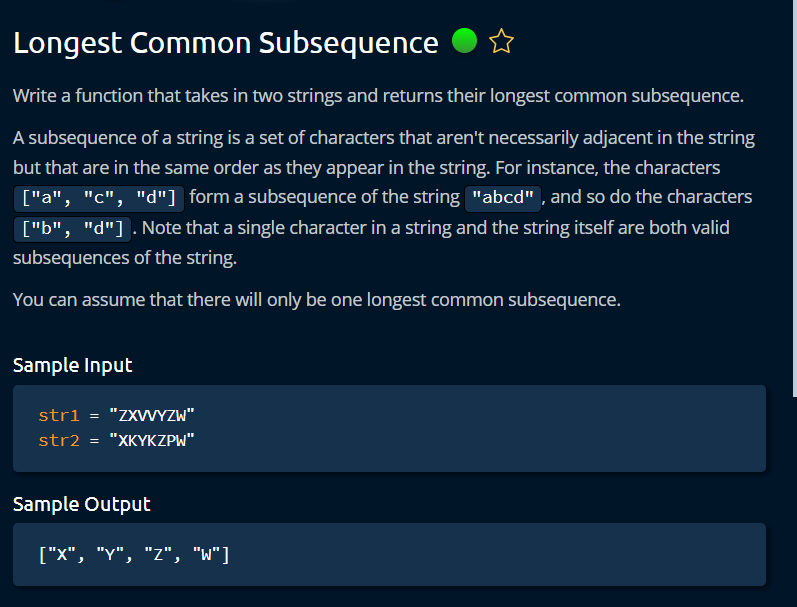 Longest Common Subsequence
Write a function that takes in two strings and returns their longest common subsequence.
A subsequence of a string is a set of characters that aren't necessarily adjacent in the string
but that are in the same order as they appear in the string. For instance, the characters
["a", "c", "d"] form a subsequence of the string "abcd", and so do the characters
["b", "d"]. Note that a single character in a string and the string itself are both valid
subsequences of the string.
You can assume that there will only be one longest common subsequence.
Sample Input
str1 = "ZXVVYZW"
str2 = "XKYKZPW"
Sample Output
["X", "Y", "Z", "W"]